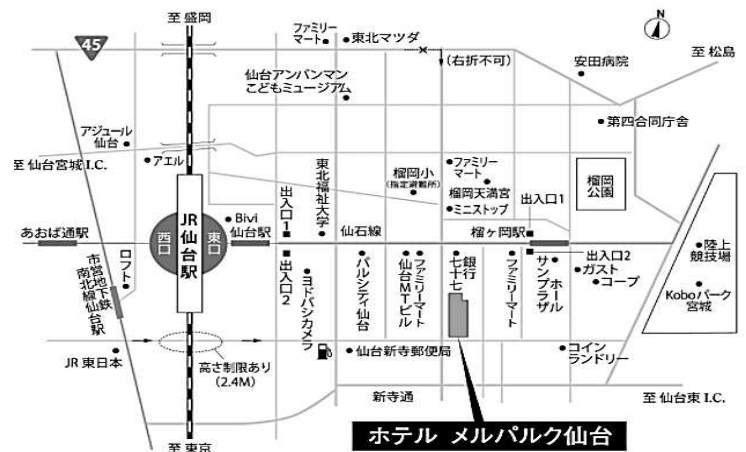 至 盛岡
N
45
ファミリー
マート
東北マツダ
(右折不可)
至 松島
安田病院
仙台アンパンマン
こどもミュージアム
第四合同庁舎
アジュール
仙台
至 仙台宮城 I.C.
アエル
東北福祉大学
榴岡小
(指定避難所)
ファミリー
マート
榴岡天満宮
ミニストップ
榴岡
公園
出入口1
出入口1
Bivi
仙台駅
仙石線
榴ヶ岡駅
あおば通駅
西口
JR仙台駅
東口
ロフト
市営地下鉄
南北線仙台駅
出入口2
ヨドバシカメラ
パルシティ仙台
仙台MTビル
ファミリーマート
七十七
銀行
ファミリーマート
サンプラザ
ホール
出入口2
ガスト
コープ
陸上
競技場
Koboパーク
宮城
JR東日本
高さ制限あり
(2.4M)
仙台新寺郵便局
コイン
ランドリー
新寺通
至 仙台東 I.C.
至 東京
ホテル メルパルク仙台